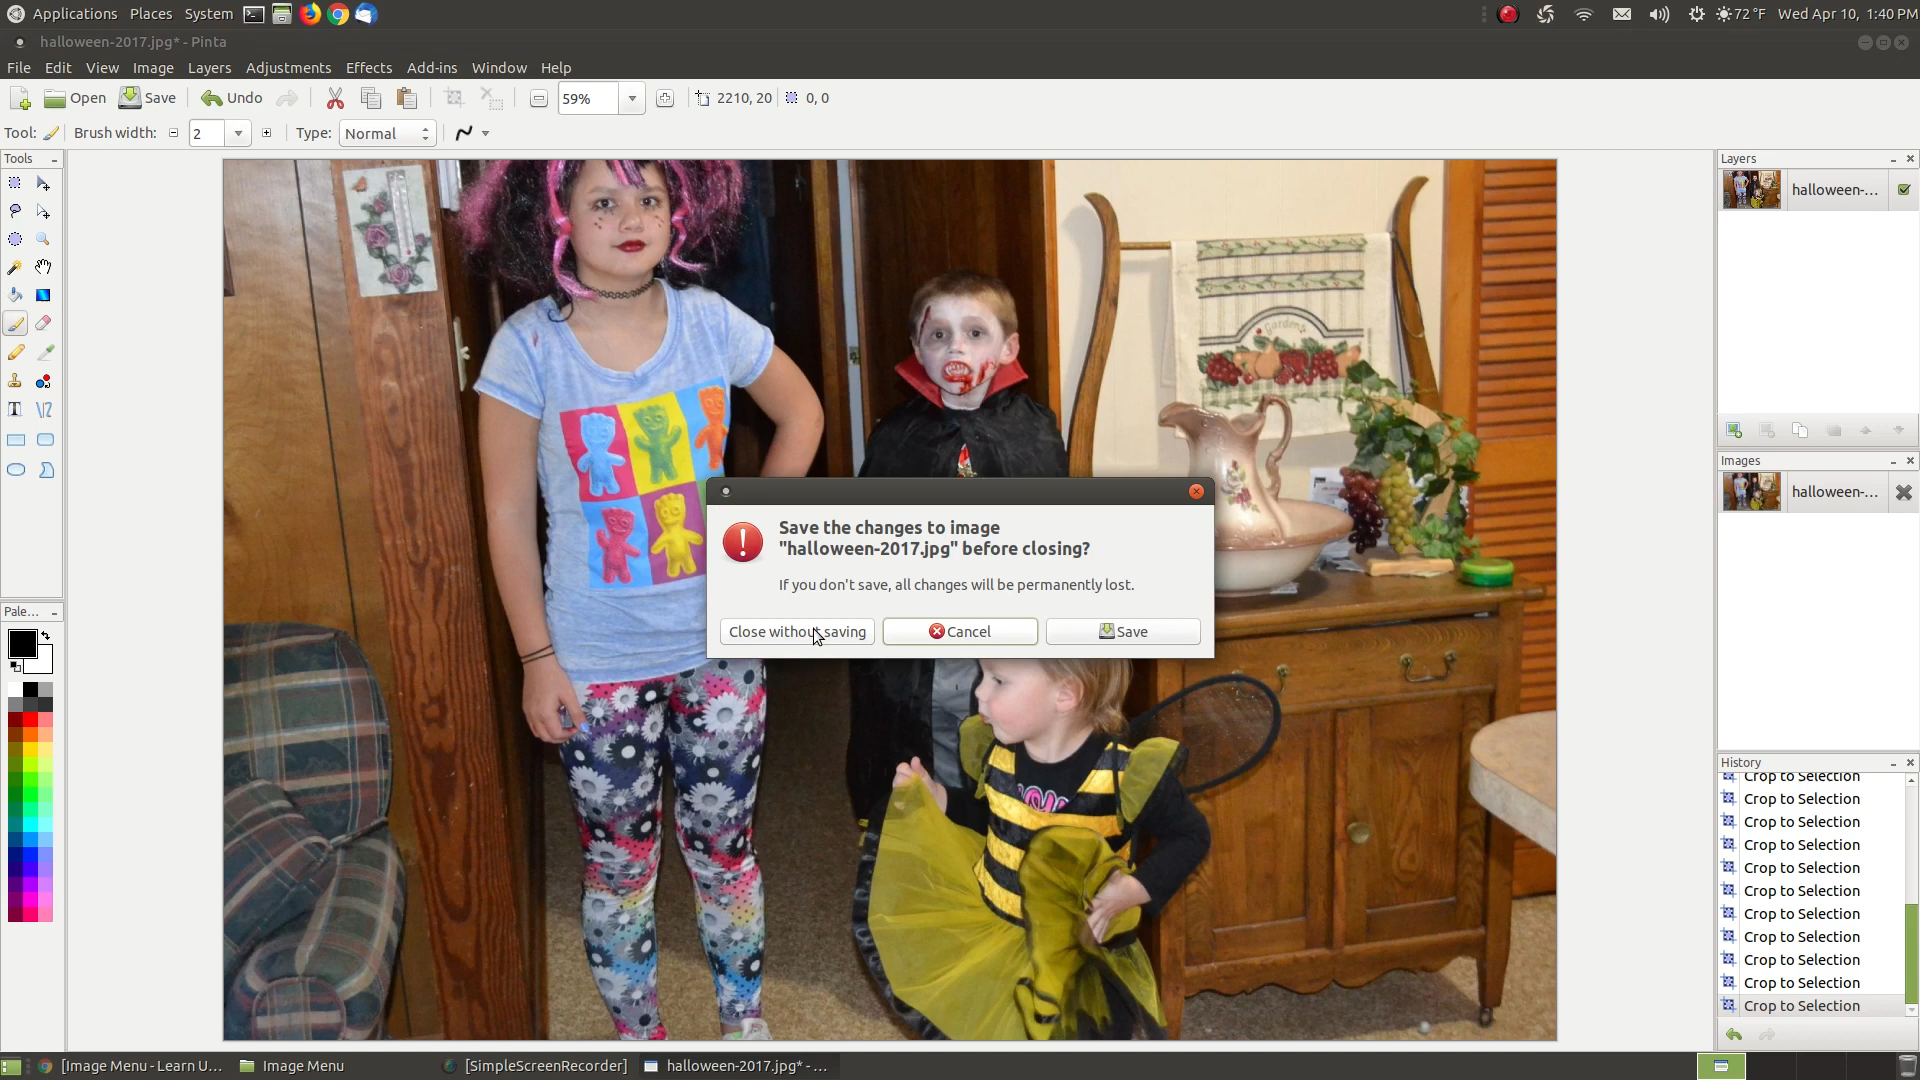 Applications Places System 72 °F Wed Apr 10, 1:40 PM
halloween-2017.jpg* - Pinta
File Edit View Image Layers Adjustments Effects Add-ins Window Help
Open Save Undo 59% 2210, 20 0, 0
Tool: Brush width: 2 Type: Normal
Tools
Layers
halloween-...
Garden
Images
halloween-...
Save the changes to image
"halloween-2017.jpg" before closing?
If you don't save, all changes will be permanently lost.
Close without saving Cancel Save
Pale...
History
Crop to Selection
Crop to Selection
Crop to Selection
Crop to Selection
Crop to Selection
Crop to Selection
Crop to Selection
Crop to Selection
Crop to Selection
Crop to Selection
Crop to Selection
[Image Menu - Learn U... Image Menu [SimpleScreenRecorder] halloween-2017.jpg* - ...